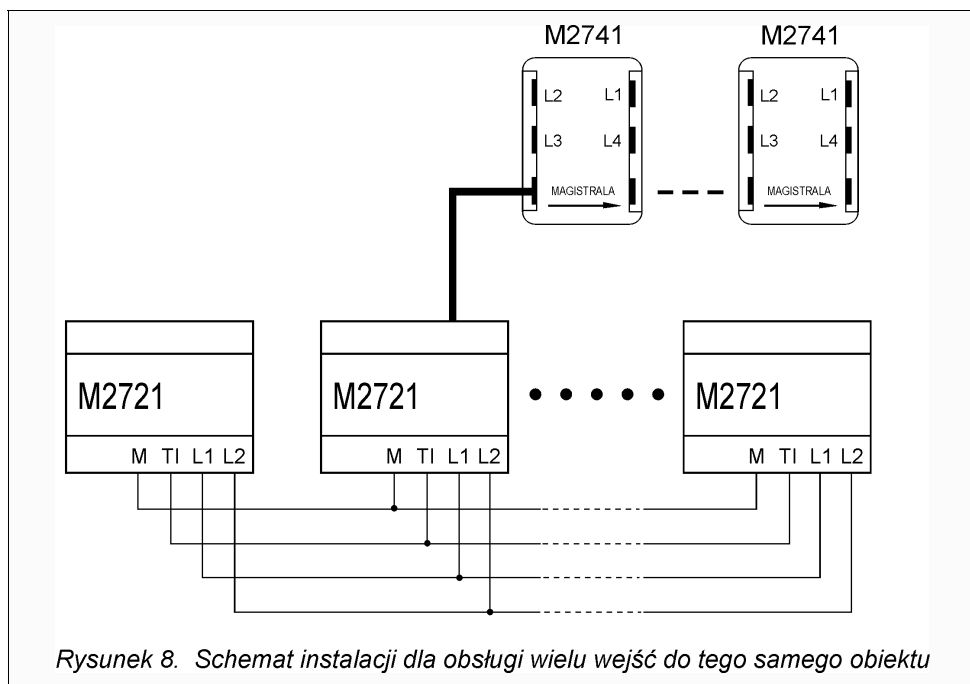 M2741 M2741
L2 L1 L2 L1
L3 L4 L3 L4
MAGISTRALA MAGISTRALA
M2721 M2721 M2721
M TI L1 L2 M TI L1 L2 M TI L1 L2
Rysunek 8. Schemat instalacji dla obsługi wielu wejść do tego samego obiektu